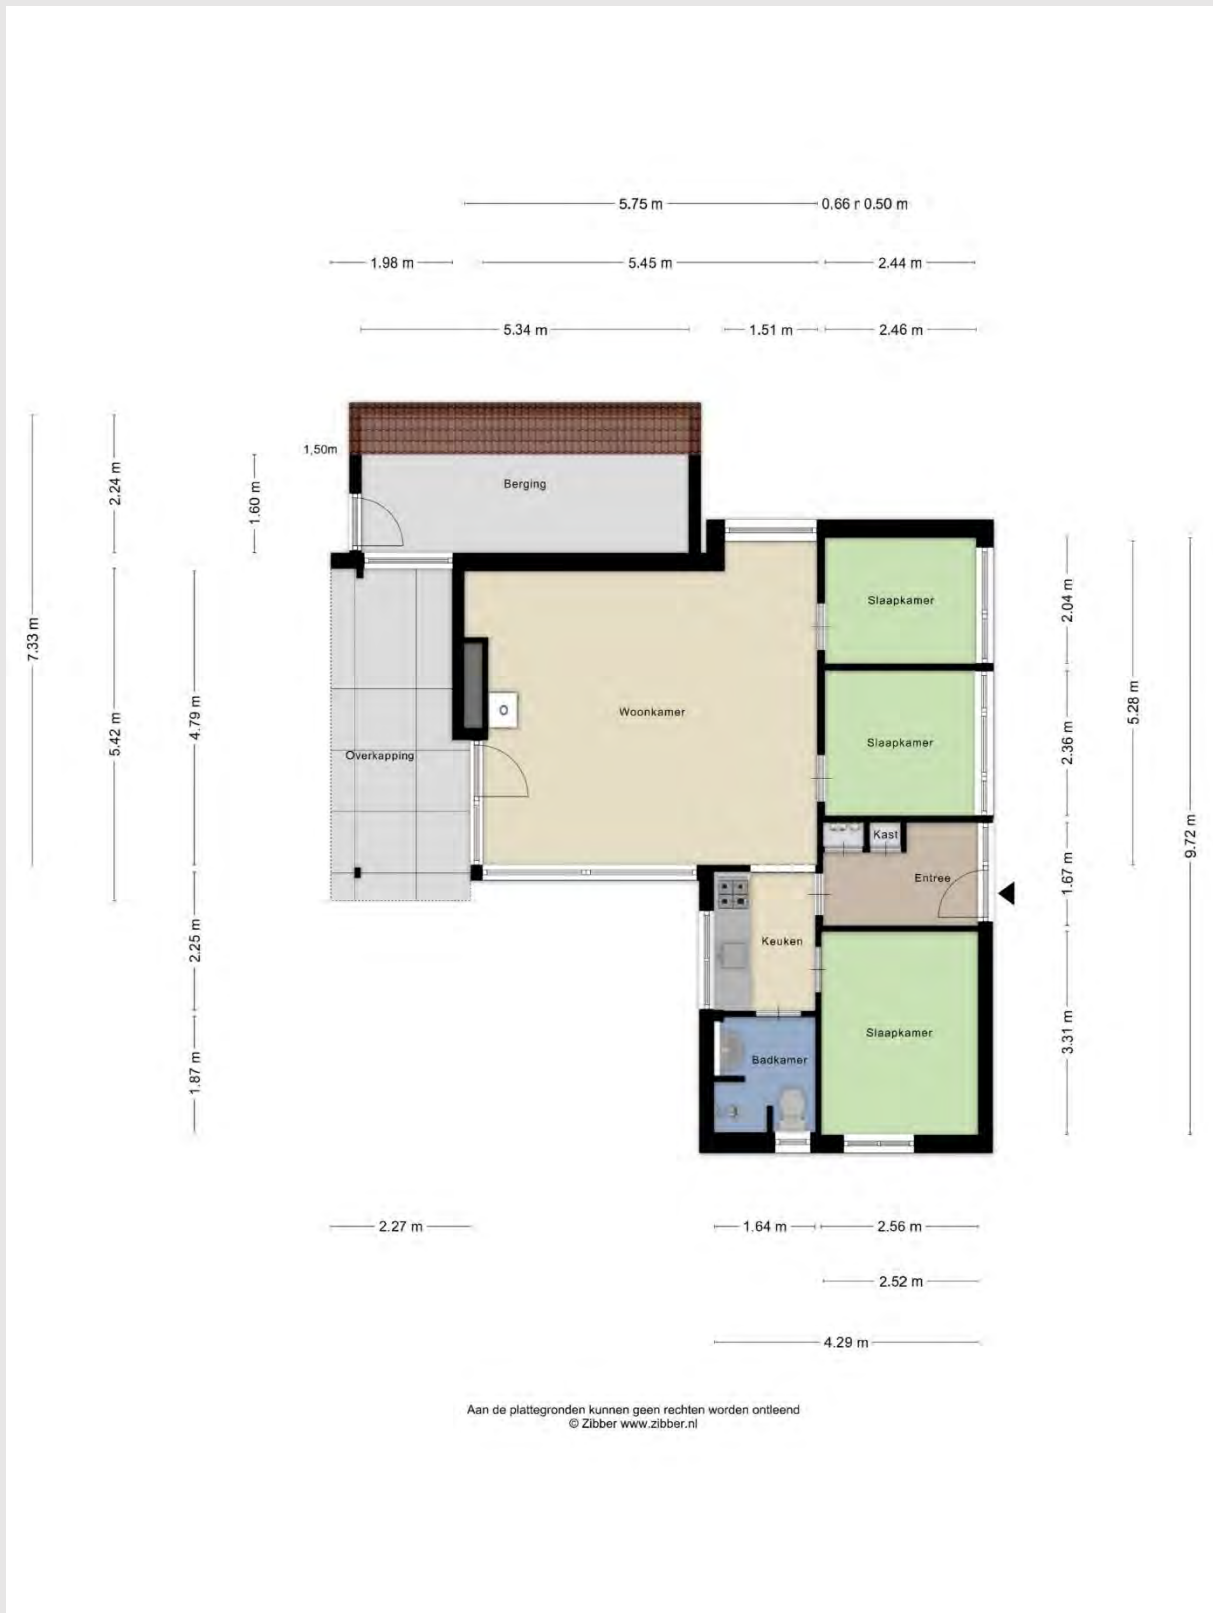 5.75 m
0.66 r 0.50 m
1.98 m
5.45 m
2.44 m
5.34 m
1.51 m
2.46 m
1,50m
2.24 m
1.60 m
Berging
7.33 m
5.42 m
4.79 m
Slaapkamer
2.04 m
Woonkamer
5.28 m
Slaapkamer
2.36 m
Overkapping
9.72 m
Kast
Entree
1.67 m
2.25 m
Keuken
Slaapkamer
3.31 m
Badkamer
1.87 m
2.27 m
1.64 m
2.56 m
2.52 m
4.29 m
Aan de plattegronden kunnen geen rechten worden ontleend
© Zibber www.zibber.nl